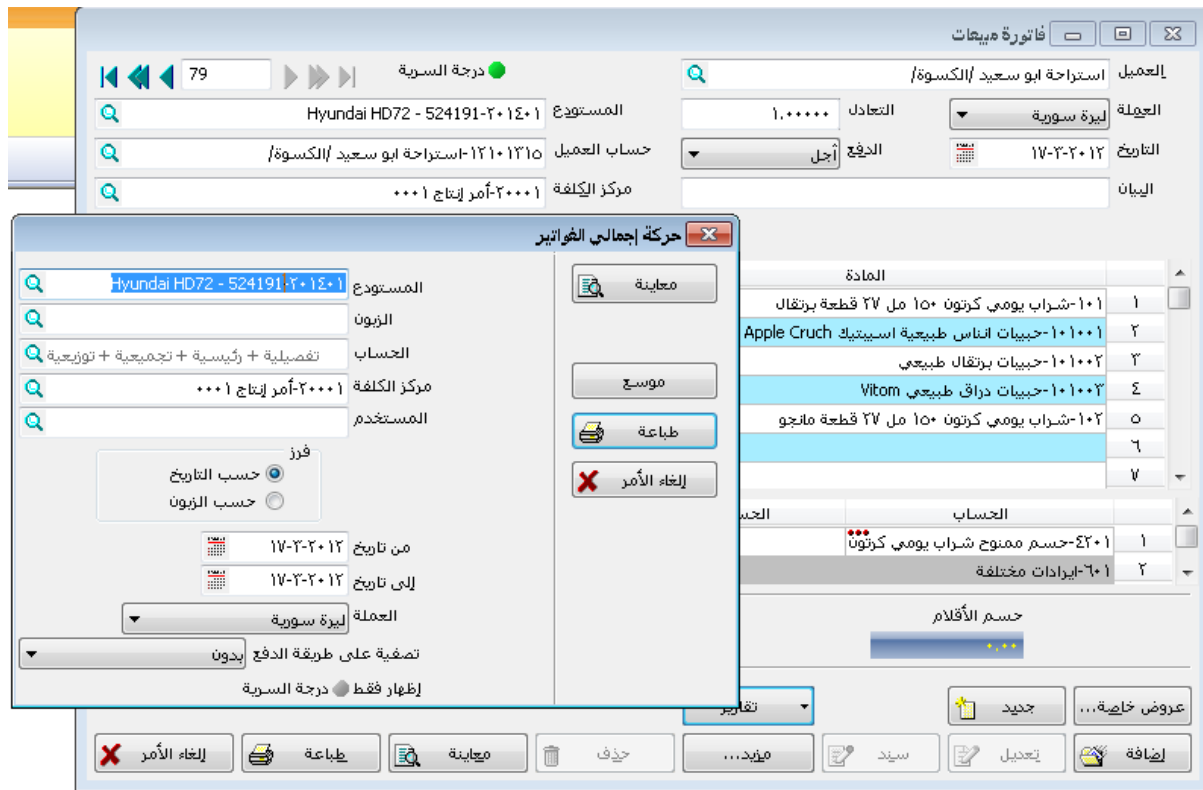 فاتورة مبيعات
العميل استراحة ابو سعيد /الكسوة/
درجة السرية
79
العملة ليرة سورية
التعادل ١,٠٠٠٠٠
المستودع ٢٠١٤٠١-Hyundai HD72 - 524191
التاريخ ١٧-٣-٢٠١٢
الدفع آجل
حساب العميل ١٢١٠١٣١٥-استراحة ابو سعيد /الكسوة/
البيان
مركز الكلفة ٢٠٠٠١-أمر إنتاج ٠٠٠١
المادة
١ ١٠١-شراب يومي كرتون ١٥٠ مل ٢٧ قطعة برتقال
٢ ١٠١٠٠١-حبيبات اناس طبيعية اسيبتيك Apple Cruch
٣ ١٠١٠٠٢-حبيبات برتقال طبيعي
٤ ١٠١٠٠٣-حبيبات دراق طبيعي Vitom
٥ ١٠٢-شراب يومي كرتون ١٥٠ مل ٢٧ قطعة مانجو
٦
٧
الحساب
١ ٤٢٠١-حسم ممنوح شراب يومي كرتون
٢ ٦٠١-ايرادات مختلفة
حسم الأقلام
٠,٠٠
عروض خاصة...
جديد
تقارير
إضافة
تعديل
سند
مزيد...
حذف
معاينة
طباعة
إلغاء الأمر
حركة إجمالي الفواتير
معاينة
موسع
طباعة
إلغاء الأمر
المستودع ٢٠١٤٠١-Hyundai HD72 - 524191
الزبون
الحساب تفصيلية + رئيسية + تجميعية + توزيعية
مركز الكلفة ٢٠٠٠١-أمر إنتاج ٠٠٠١
المستخدم
فرز
حسب التاريخ
حسب الزبون
من تاريخ ١٧-٣-٢٠١٢
إلى تاريخ ١٧-٣-٢٠١٢
العملة ليرة سورية
تصفية على طريقة الدفع بدون
إظهار فقط درجة السرية